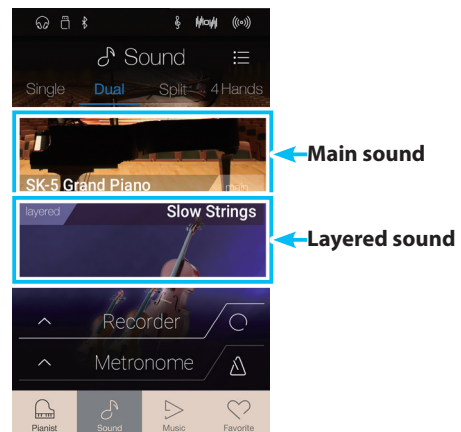 Sound
Single Dual Split 4 Hands
SK-5 Grand Piano main
Main sound
layered Slow Strings
Layered sound
Recorder
Metronome
Pianist Sound Music Favorite